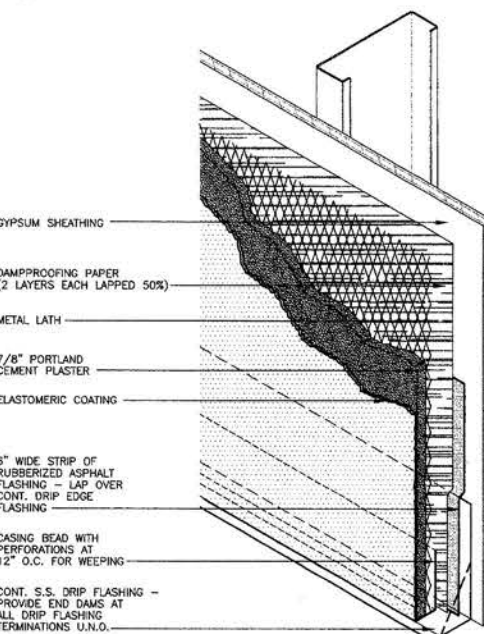 GYPSUM SHEATHING
DAMPPROOFING PAPER
(2 LAYERS EACH LAPPED 50%)
METAL LATH
7/8" PORTLAND
CEMENT PLASTER
ELASTOMERIC COATING
6" WIDE STRIP OF
RUBBERIZED ASPHALT
FLASHING – LAP OVER
CONT. DRIP EDGE
FLASHING
CASING BEAD WITH
PERFORATIONS AT
12" O.C. FOR WEEPING
CONT. S.S. DRIP FLASHING –
PROVIDE END DAMS AT
ALL DRIP FLASHING
TERMINATIONS U.N.O.